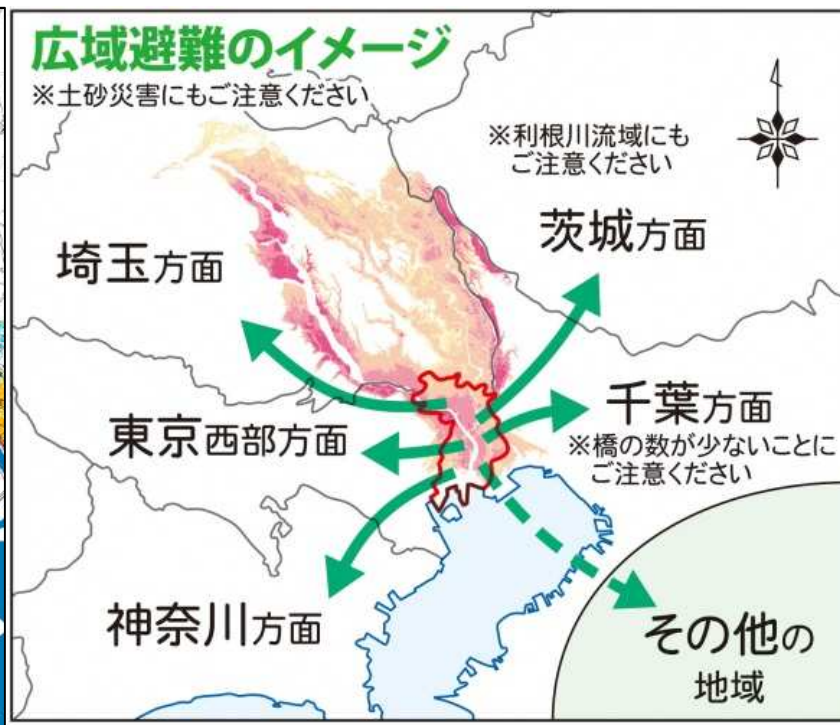 広域避難のイメージ
※土砂災害にもご注意ください
※利根川流域にも
ご注意ください
茨城方面
埼玉方面
千葉方面
※橋の数が少ないことに
ご注意ください
東京西部方面
神奈川方面
その他の
地域